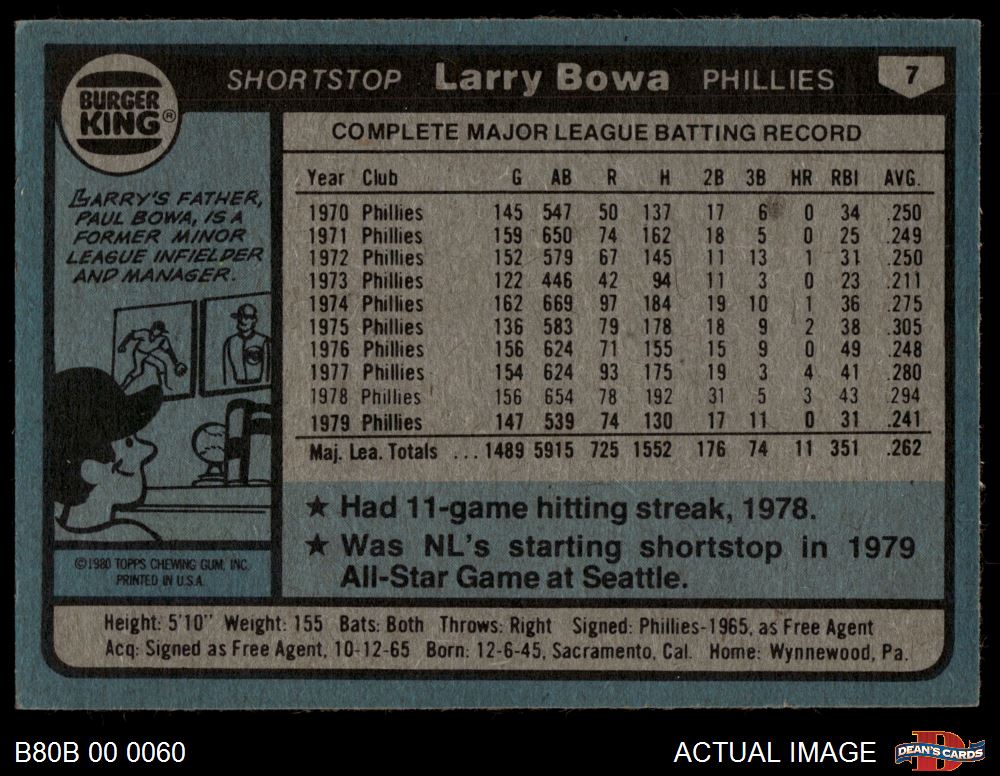 SHORTSTOP Larry Bowa PHILLIES 7
BURGER KING®
COMPLETE MAJOR LEAGUE BATTING RECORD
LARRY'S FATHER,
PAUL BOWA, IS A
FORMER MINOR
LEAGUE INFIELDER
AND MANAGER.
Year Club G AB R H 2B 3B HR RBI AVG.
1970 Phillies 145 547 50 137 17 6 0 34 .250
1971 Phillies 159 650 74 162 18 5 0 25 .249
1972 Phillies 152 579 67 145 11 13 1 31 .250
1973 Phillies 122 446 42 94 11 3 0 23 .211
1974 Phillies 162 669 97 184 19 10 1 36 .275
1975 Phillies 136 583 79 178 18 9 2 38 .305
1976 Phillies 156 624 71 155 15 9 0 49 .248
1977 Phillies 154 624 93 175 19 3 4 41 .280
1978 Phillies 156 654 78 192 31 5 3 43 .294
1979 Phillies 147 539 74 130 17 11 0 31 .241
Maj. Lea. Totals ... 1489 5915 725 1552 176 74 11 351 .262
★ Had 11-game hitting streak, 1978.
★ Was NL's starting shortstop in 1979
All-Star Game at Seattle.
©1980 TOPPS CHEWING GUM, INC.
PRINTED IN U.S.A.
Height: 5'10" Weight: 155 Bats: Both Throws: Right Signed: Phillies-1965, as Free Agent
Acq: Signed as Free Agent, 10-12-65 Born: 12-6-45, Sacramento, Cal. Home: Wynnewood, Pa.
B80B 00 0060
ACTUAL IMAGE
DEAN'S CARDS